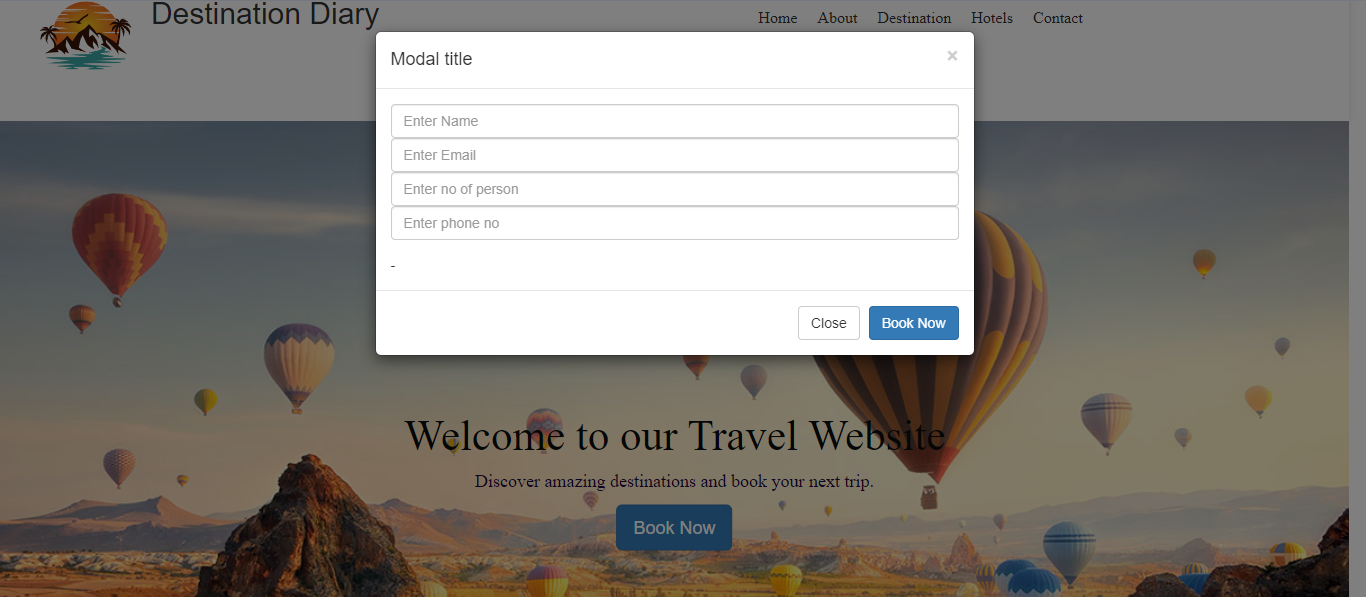 Destination Diary
Home About Destination Hotels Contact
Modal title
×
Enter Name
Enter Email
Enter no of person
Enter phone no
-
Close Book Now
Welcome to our Travel Website
Discover amazing destinations and book your next trip.
Book Now